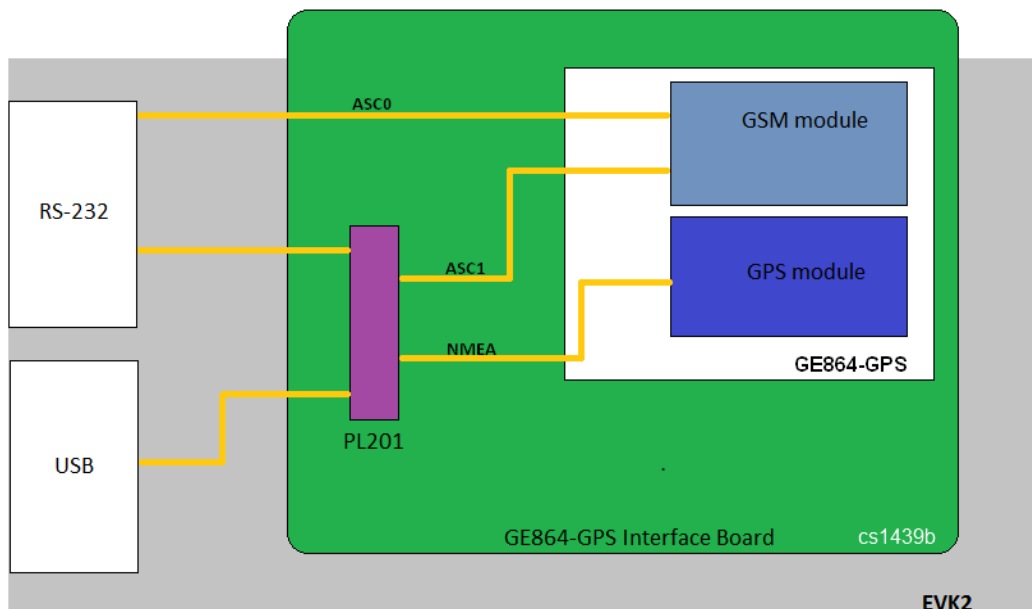 ASC0
GSM module
RS-232
ASC1
GPS module
NMEA
GE864-GPS
PL201
USB
GE864-GPS Interface Board
cs1439b
EVK2